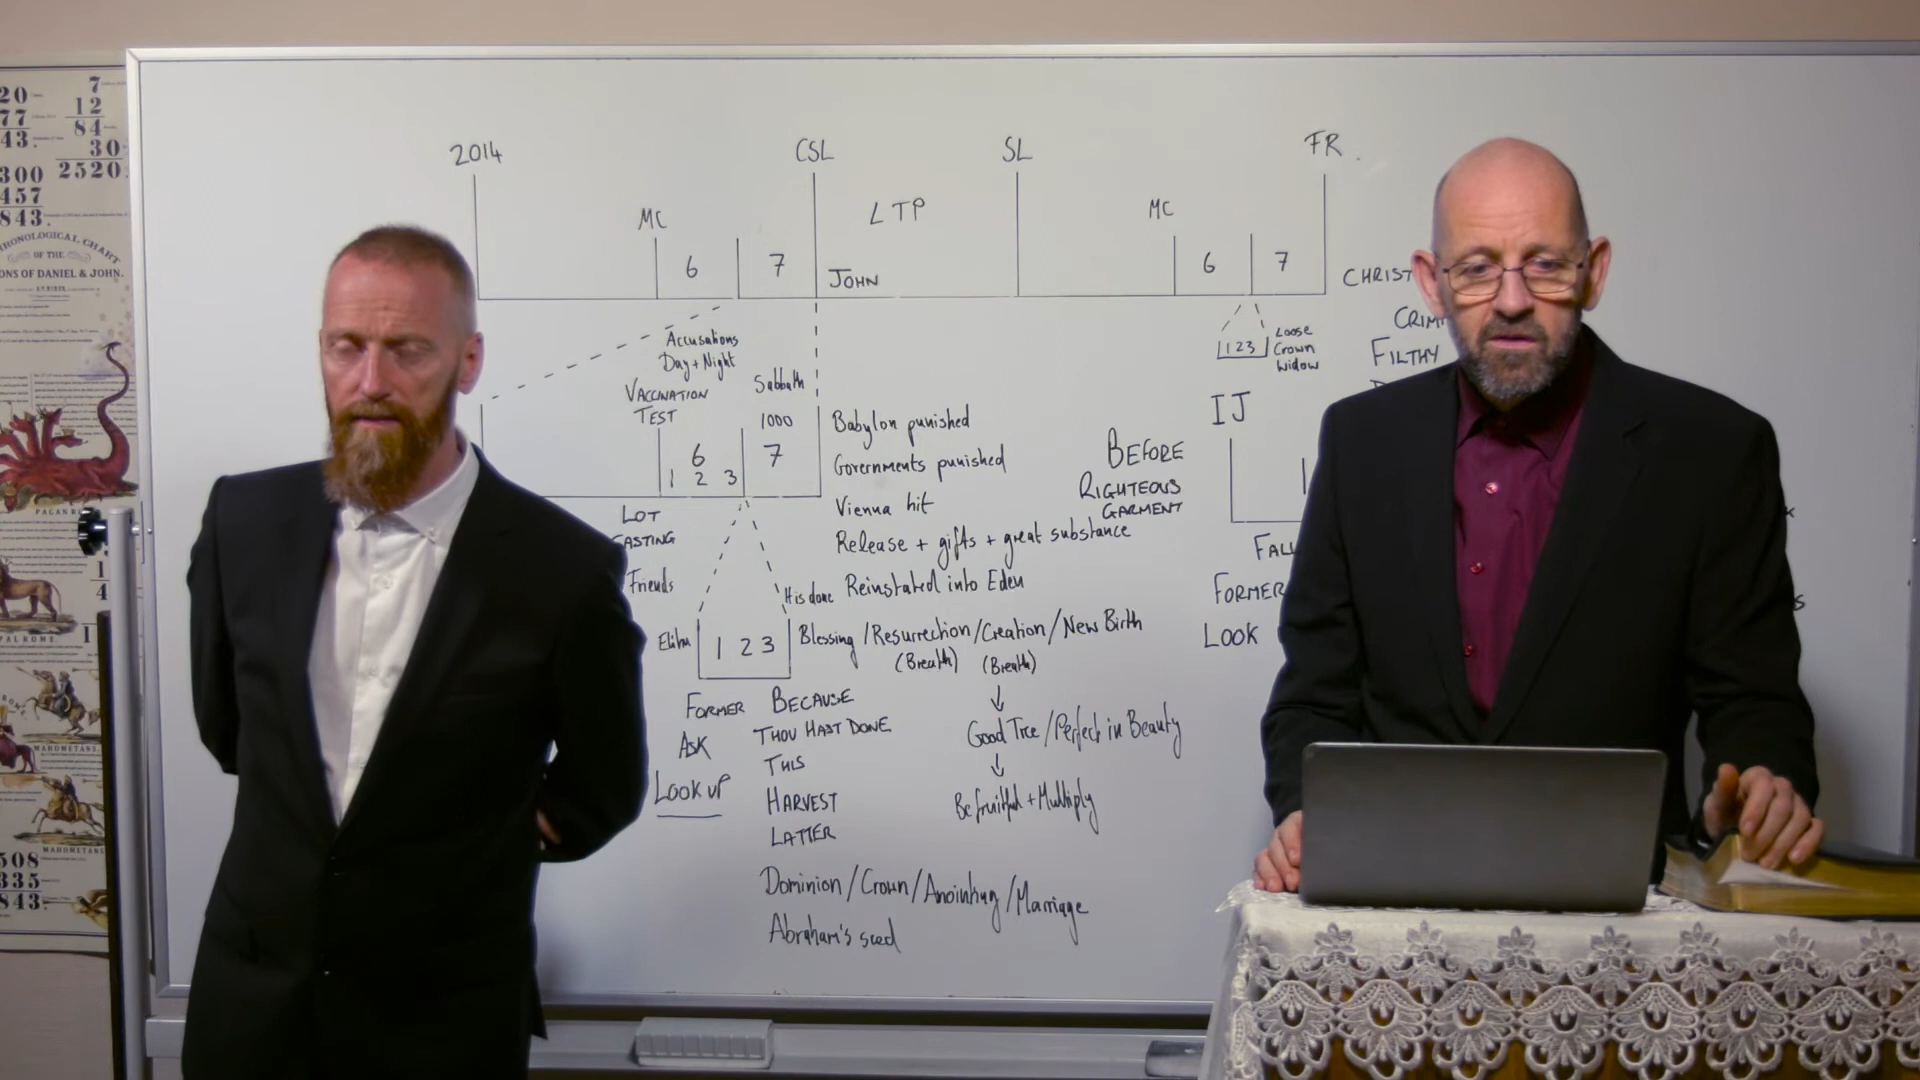 20
77
43.
300
457
843.
7
12
84
30
2520.
CHRONOLOGICAL CHART
OF THE
ONS OF DANIEL & JOHN.
PAGAN R
PAL ROME.
MAHOMETANS.
MAHOMETANS
508
335
843.
2014
CSL
SL
FR.
MC
LTP
MC
6
7
JOHN
6
7
CHRIST
Accusations
Day + Night
VACCINATION
TEST
Sabbath
1000
6
7
1 2 3
123
Loose
Crown
Widow
CRIM
FILTHY
Babylon punished
Governments punished
Vienna hit
Release + gifts + great substance
His done Reinstated into Eden
BEFORE
RIGHTEOUS
GARMENT
IJ
FALL
FORMER
LOOK
LOT
CASTING
Friends
Elihu
1 2 3
Blessing / Resurrection / Creation / New Birth
(Breath) (Breath)
↓
Good Tree / Perfect in Beauty
↓
Be fruitful + Multiply
FORMER
ASK
LOOK UP
BECAUSE
THOU HAST DONE
THIS
HARVEST
LATTER
Dominion / Crown / Anointing / Marriage
Abraham's seed